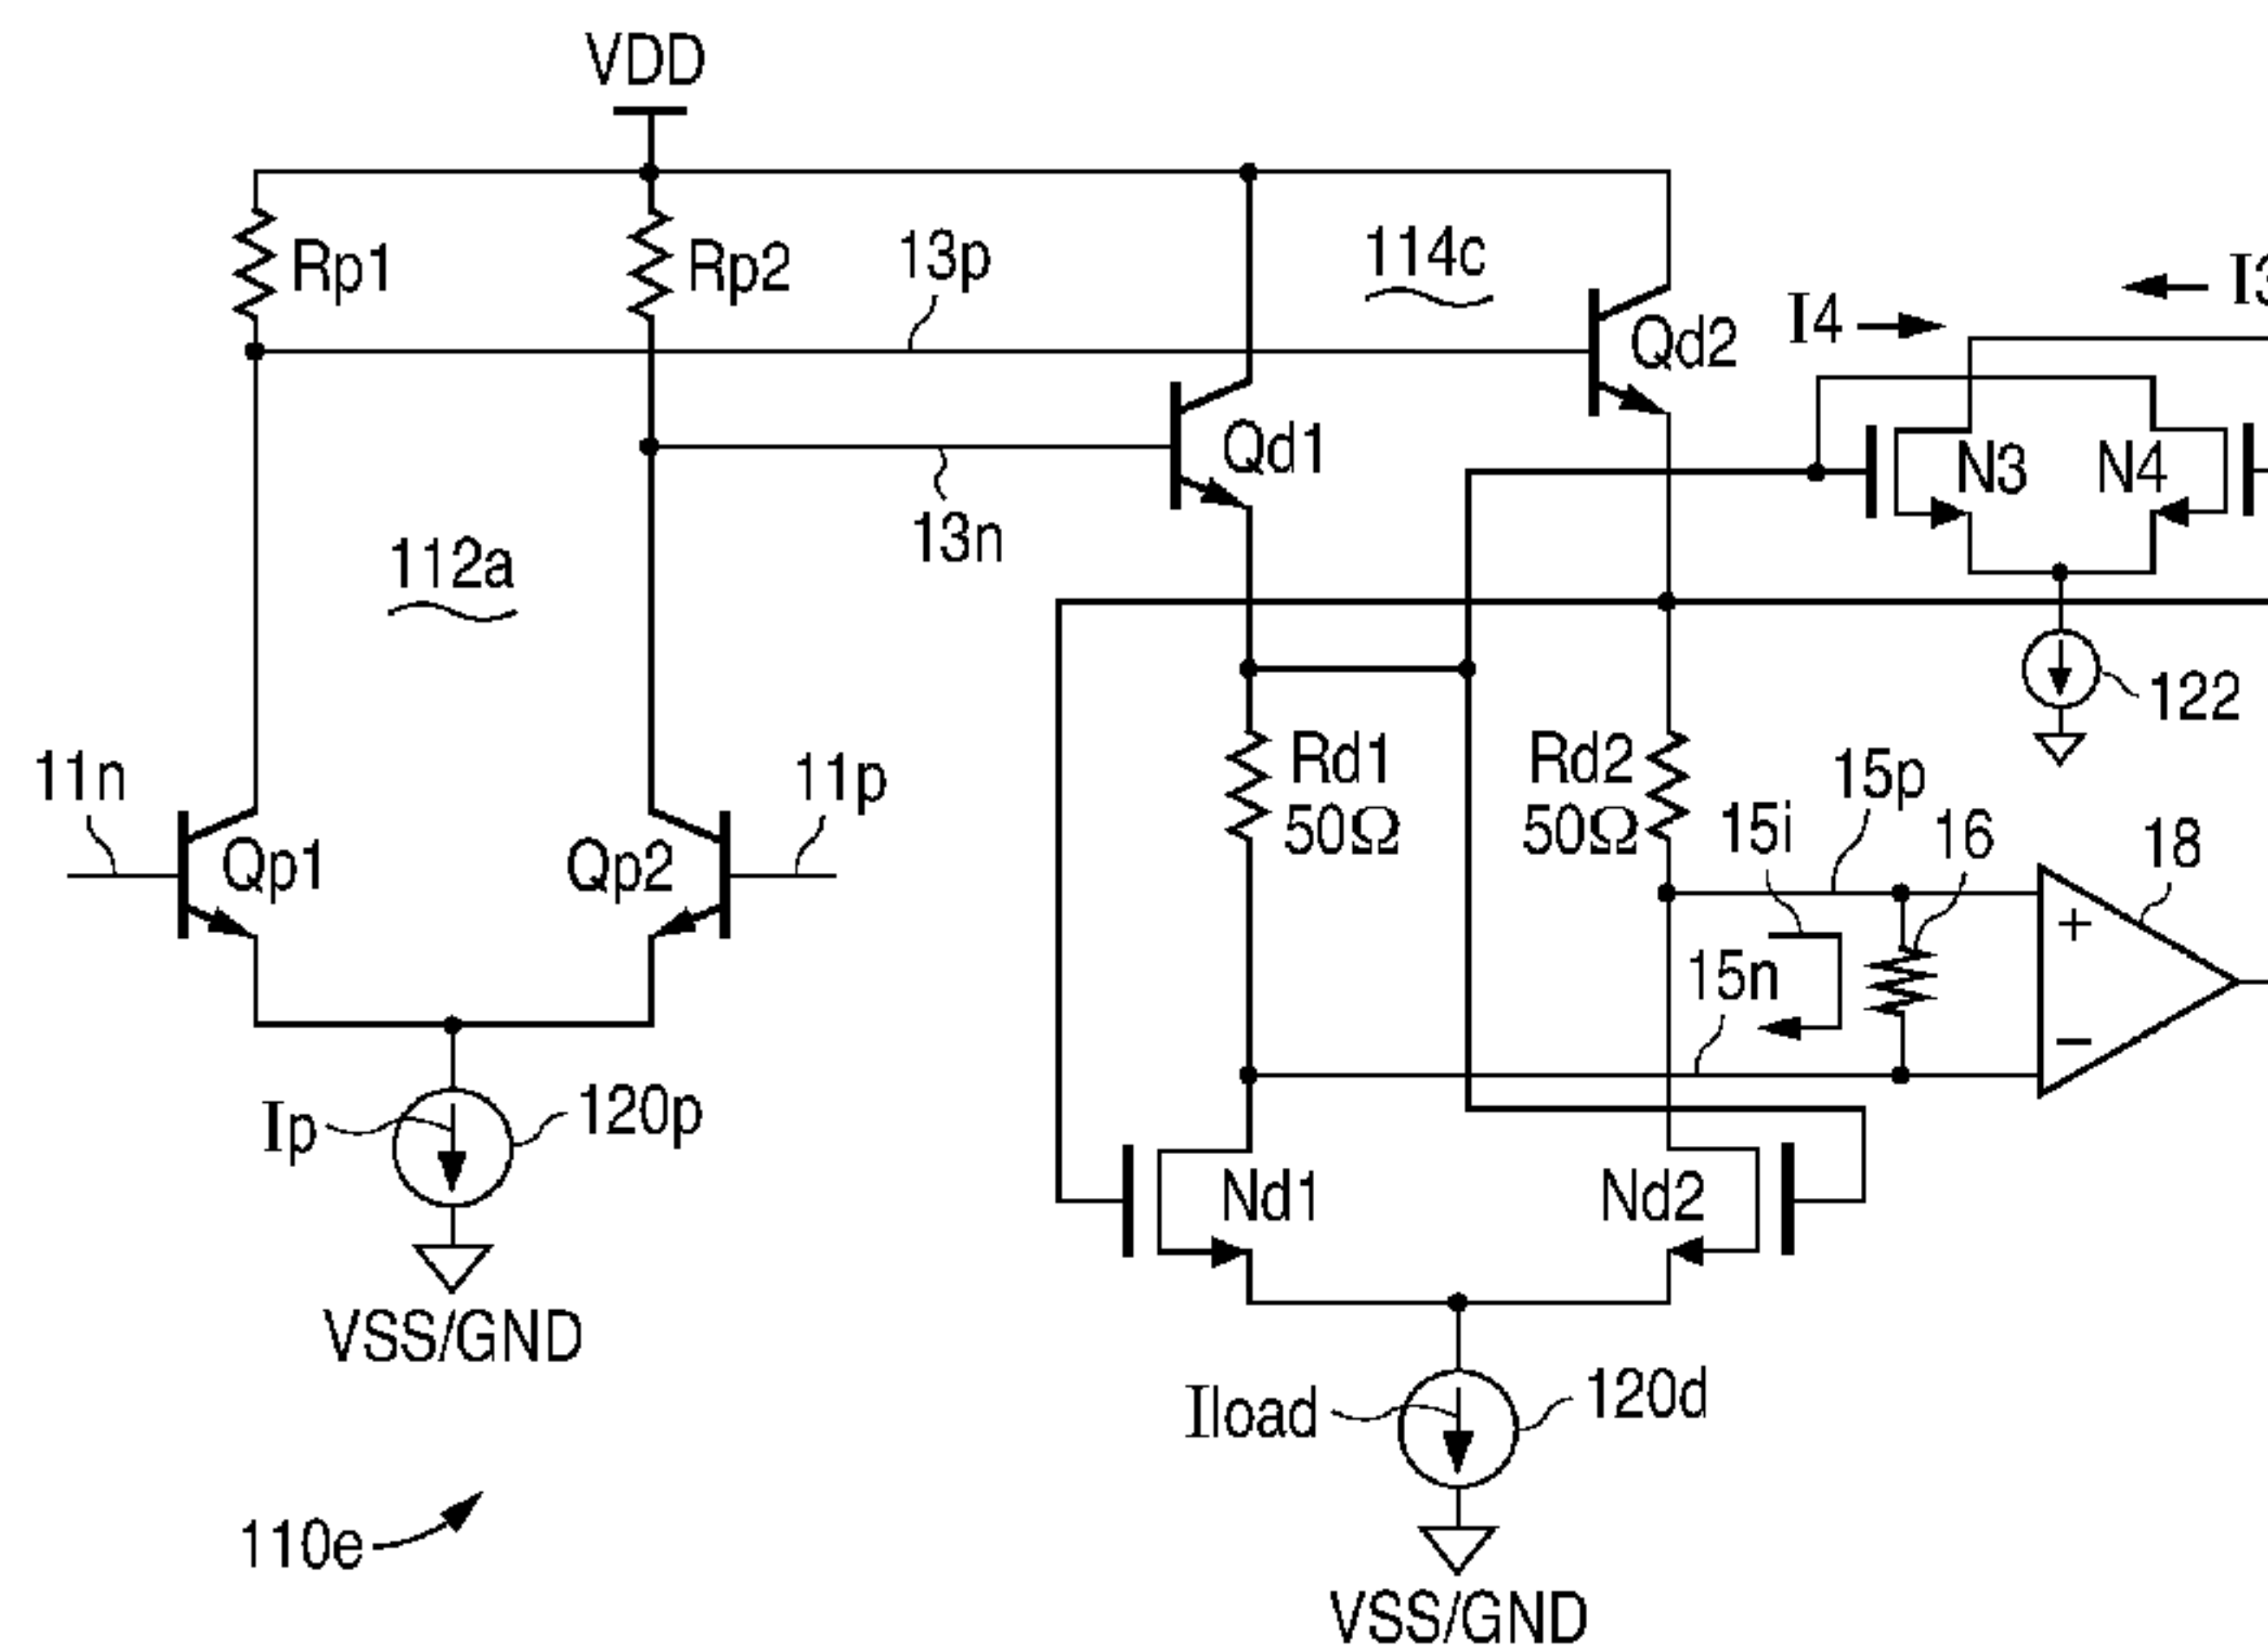 VDD
Rp1
Rp2
13p
114c
I4
I3
Qd2
Qd1
N3
N4
13n
112a
122
11n
11p
Rd1
50Ω
Rd2
50Ω
15p
15i
16
18
Qp1
Qp2
15n
+
−
Ip
120p
Nd1
Nd2
VSS/GND
Iload
120d
110e
VSS/GND